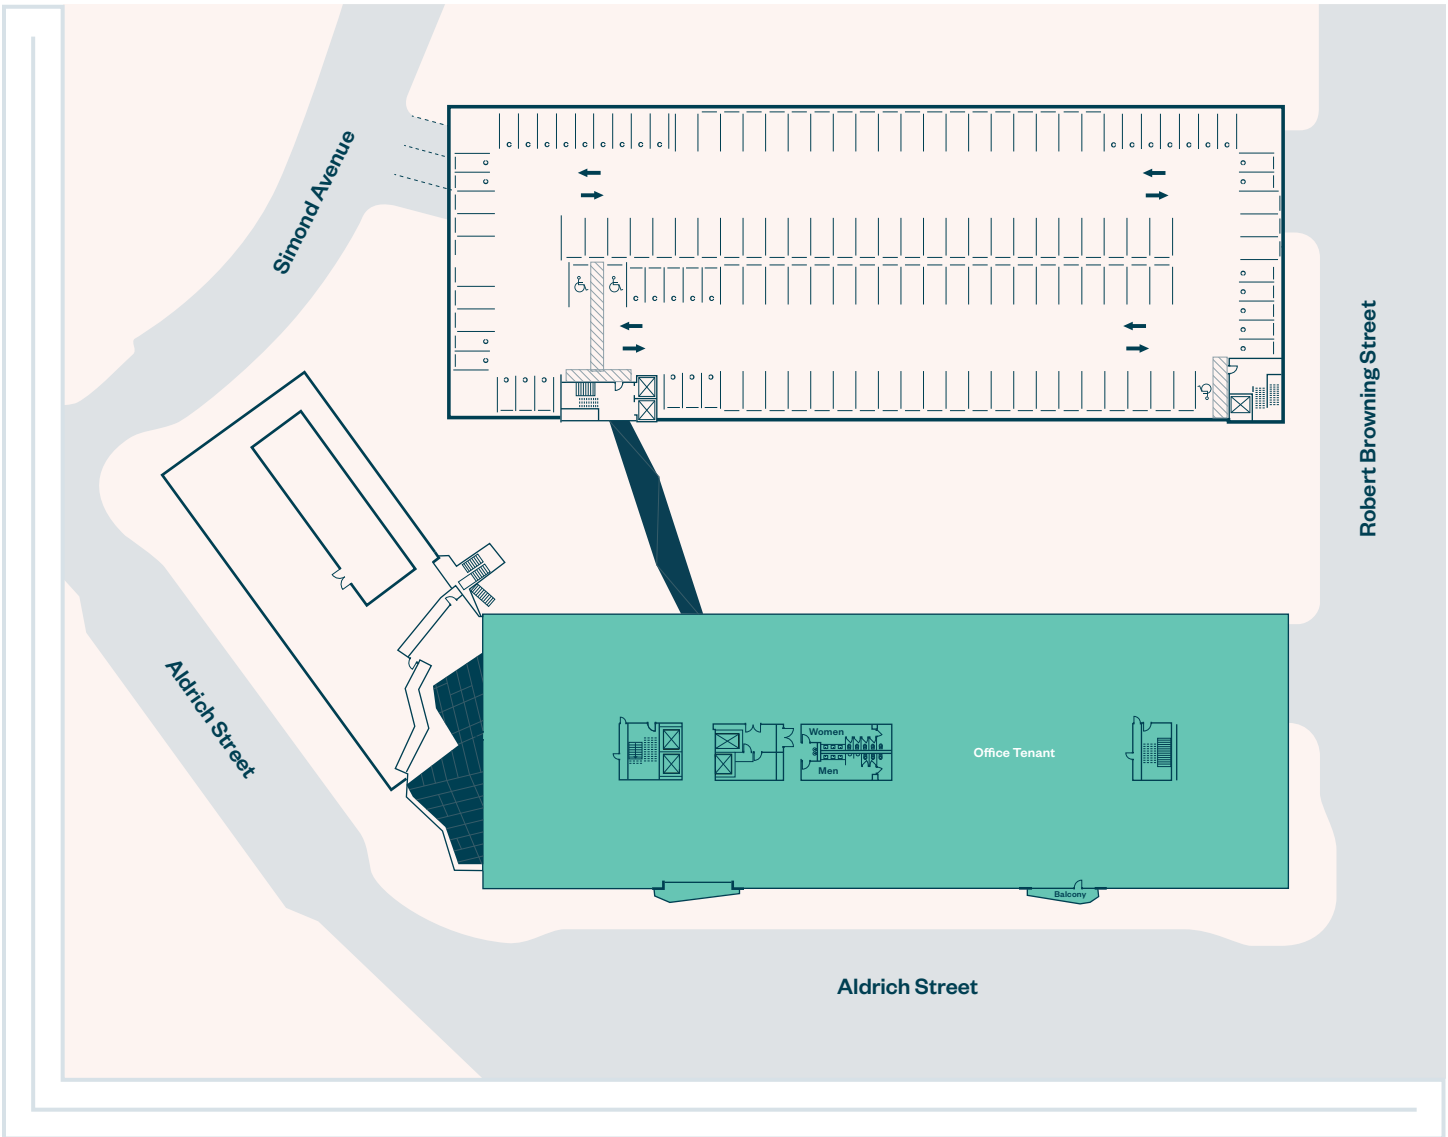 Simond Avenue
Robert Browning Street
Aldrich Street
Women
Men
Office Tenant
Balcony
Aldrich Street